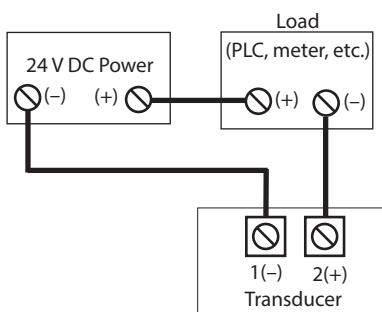 Load
24 V DC Power
(PLC, meter, etc.)
(–) (+) (+) (–)
1(–) 2(+)
Transducer